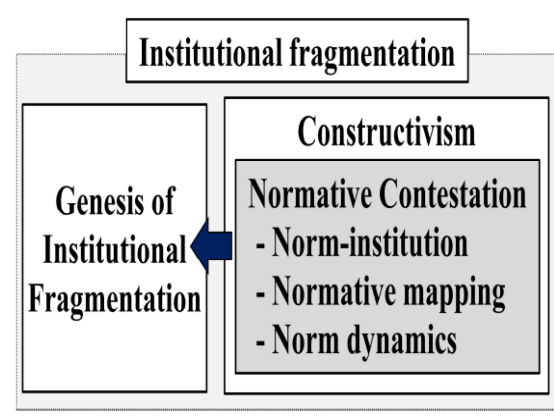 Institutional fragmentation
Genesis of
Institutional
Fragmentation
Constructivism
Normative Contestation
- Norm-institution
- Normative mapping
- Norm dynamics